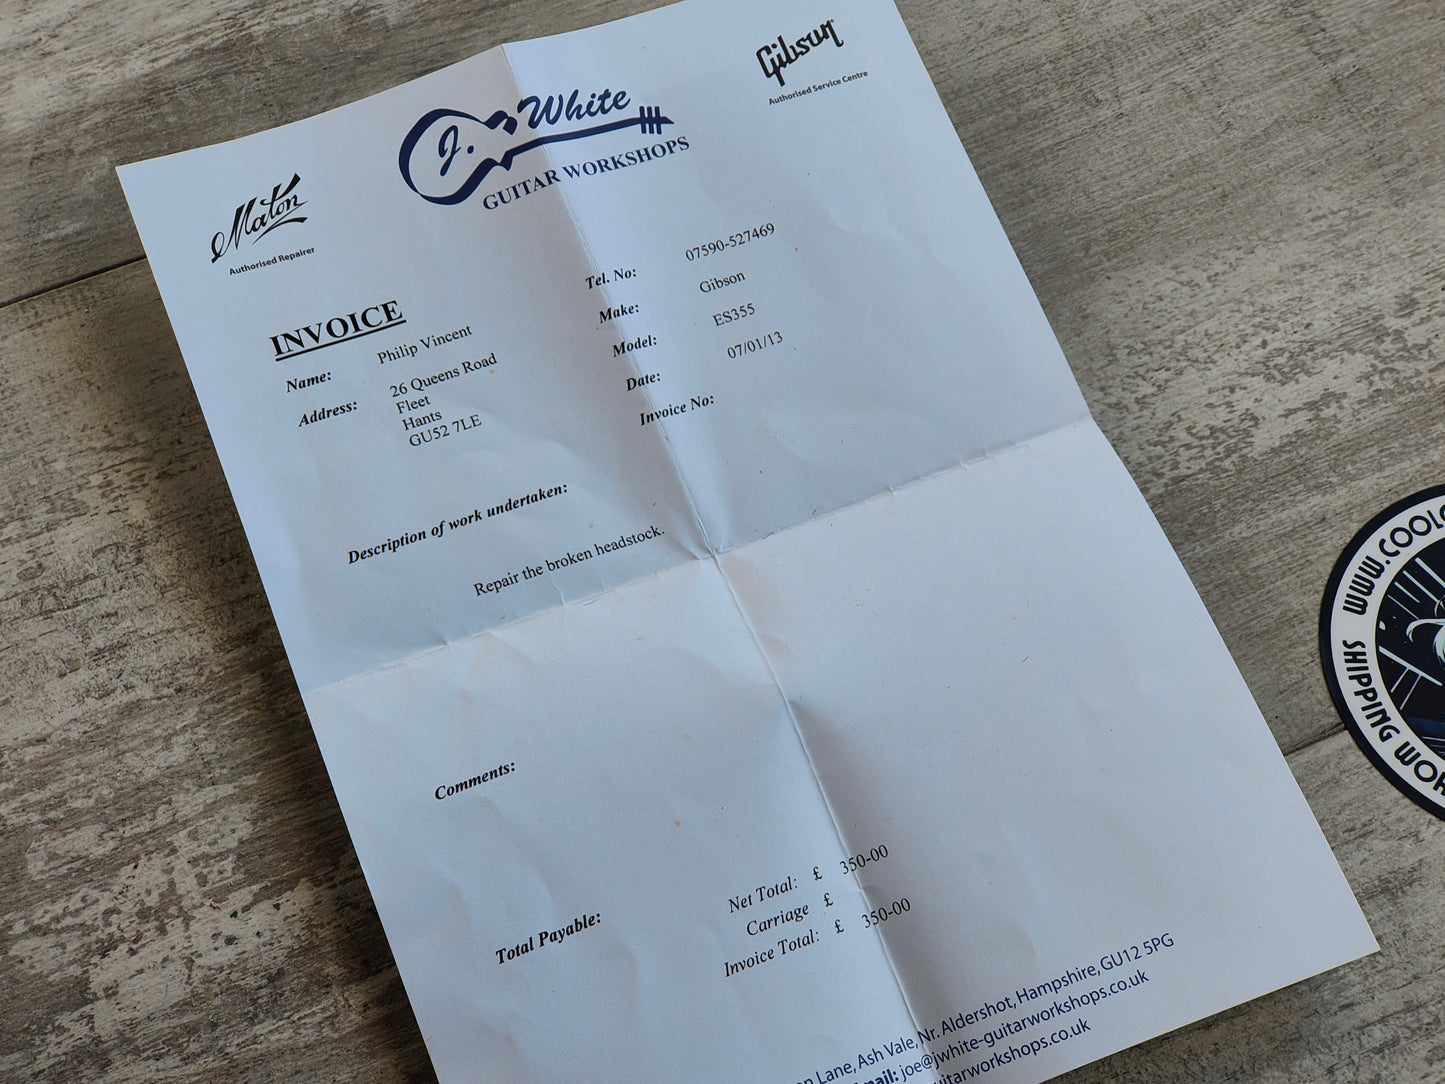 Gibson
Authorised Service Centre
J. White
GUITAR WORKSHOPS
Maton
Authorised Repairer
INVOICE
Name: Philip Vincent
Address: 26 Queens Road
Fleet
Hants
GU52 7LE
Tel. No: 07590-527469
Make: Gibson
Model: ES355
Date: 07/01/13
Invoice No:
Description of work undertaken:
Repair the broken headstock.
Comments:
Total Payable:
Net Total: £ 350-00
Carriage £
Invoice Total: £ 350-00
Lane, Ash Vale, Nr. Aldershot, Hampshire, GU12 5PG
joe@jwhite-guitarworkshops.co.uk
uitarworkshops.co.uk
WWW.COOL
SHIPPING WOR